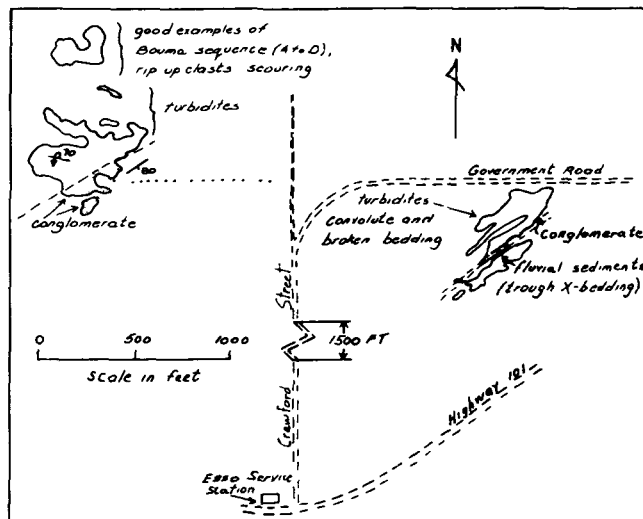 good examples of
Bouma sequence (A to D),
rip up clasts scouring
turbidites
70
80
conglomerate
N
Government Road
turbidites
convolute and
broken bedding
conglomerate
fluvial sediments
(trough X-bedding)
Street
0 500 1000
Scale in feet
1500 FT
Crawford
Highway 101
Esso Service
Station